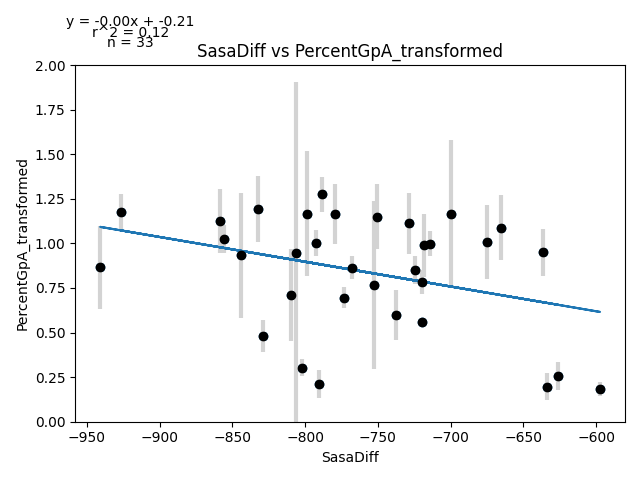 y = -0.00x + -0.21
r^2 = 0.12
n = 33
SasaDiff vs PercentGpA_transformed
2.00
1.75
1.50
1.25
1.00
0.75
0.50
0.25
0.00
PercentGpA_transformed
−950 −900 −850 −800 −750 −700 −650 −600
SasaDiff